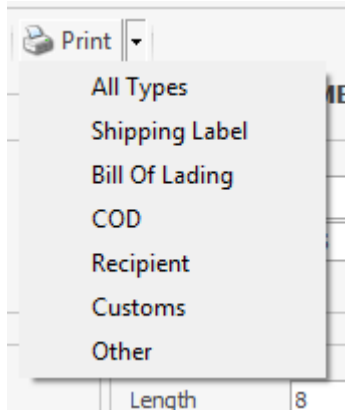 Print
All Types
Shipping Label
Bill Of Lading
COD
Recipient
Customs
Other
Length 8